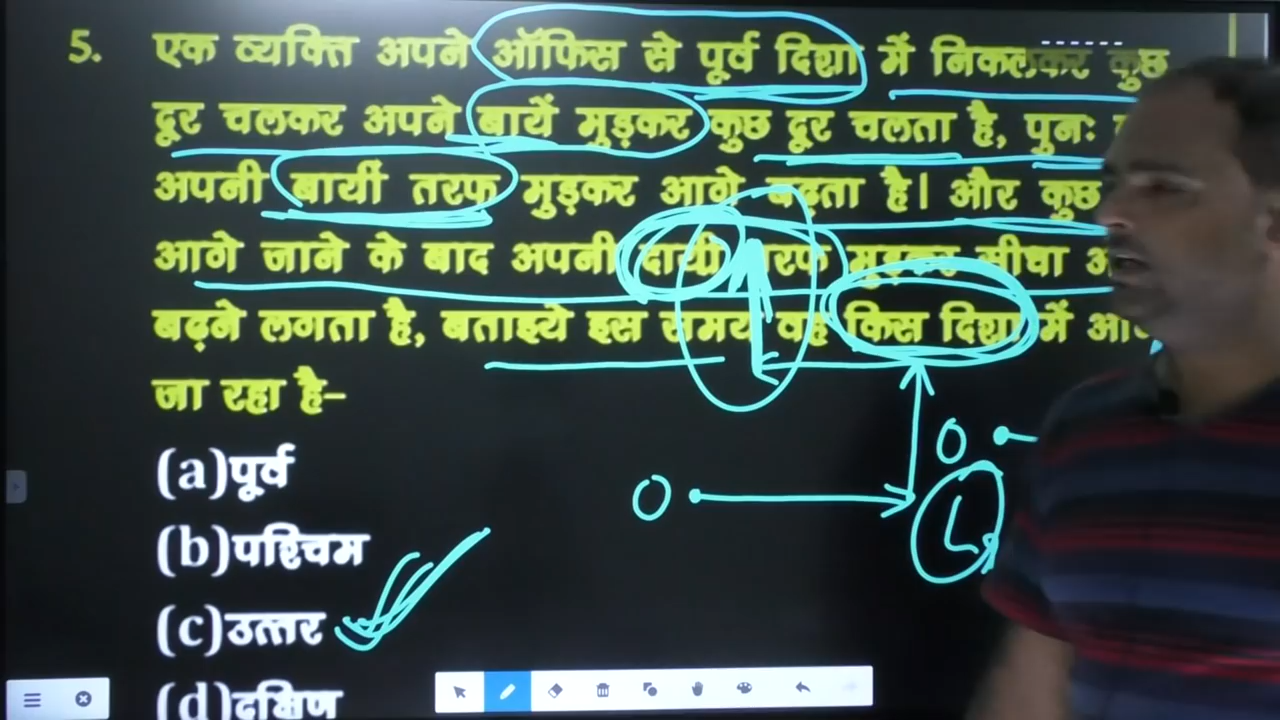 5. एक व्यक्ति अपने ऑफिस से पूर्व दिशा में निकलकर कुछ
दूर चलकर अपने बायें मुड़कर कुछ दूर चलता है, पुनः
अपनी बायीं तरफ मुड़कर आगे बढ़ता है। और कुछ
आगे जाने के बाद अपनी दायी तरफ मुड़कर सीधा
बढ़ने लगता है, बताइये इस समय वह किस दिशा में
जा रहा है-
(a)पूर्व
(b)पश्चिम
(c)उत्तर
(d)दक्षिण
O
O
L